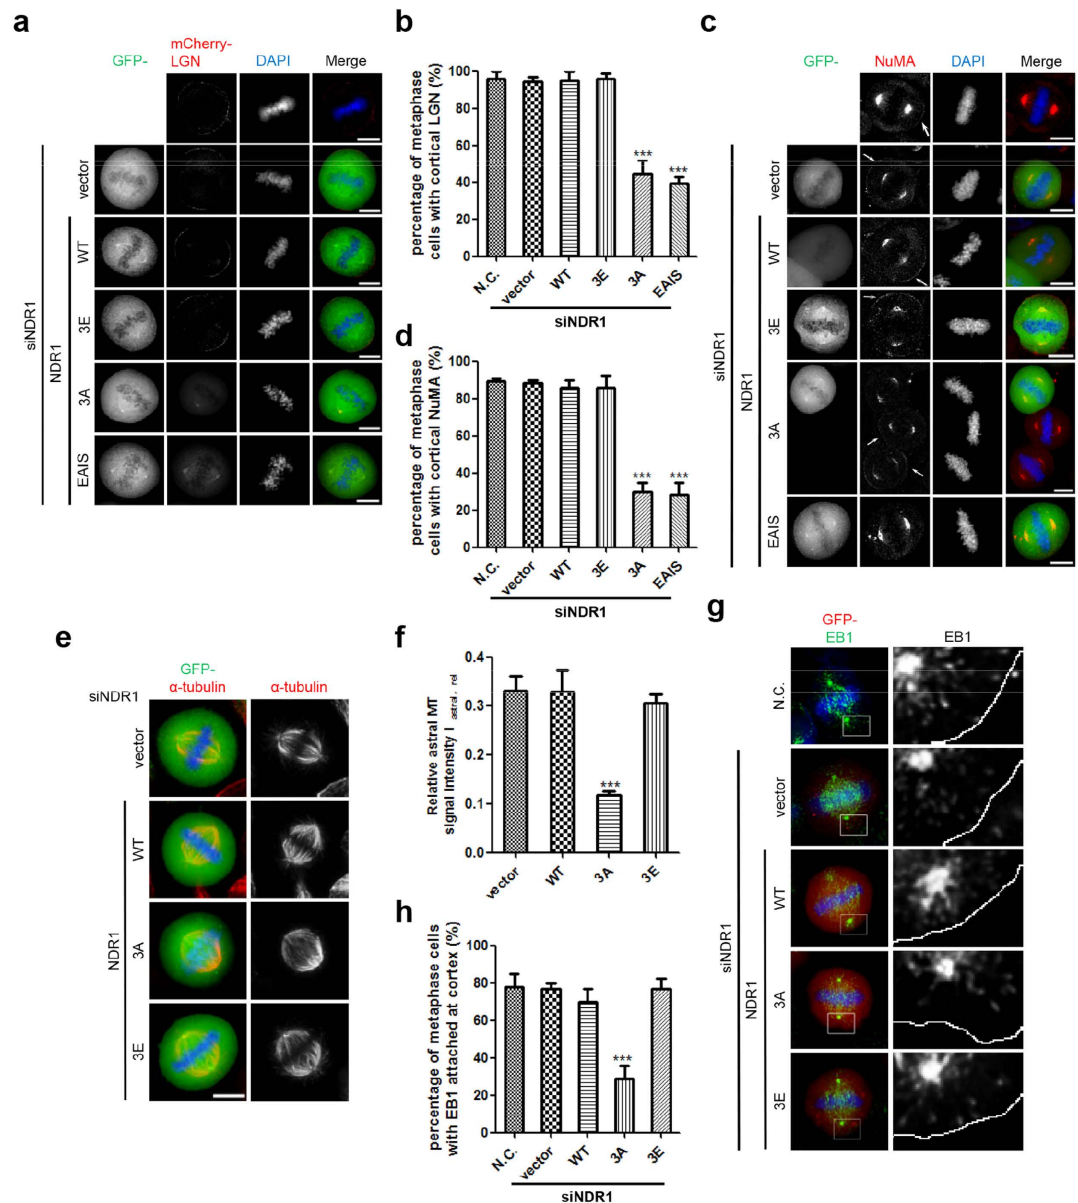 a
GFP-
mCherry-
LGN
DAPI
Merge
siNDR1
vector
NDR1
WT
3E
3A
EAIS
b
percentage of metaphase
cells with cortical LGN (%)
100
80
60
40
20
0
***
***
N.C.
vector
WT
3E
3A
EAIS
siNDR1
c
GFP-
NuMA
DAPI
Merge
siNDR1
vector
NDR1
WT
3E
3A
EAIS
d
percentage of metaphase
cells with cortical NuMA (%)
100
80
60
40
20
0
***
***
N.C.
vector
WT
3E
3A
EAIS
siNDR1
e
GFP-
α-tubulin
α-tubulin
siNDR1
vector
NDR1
WT
3A
3E
f
Relative astral MT
signal intensity I astral, rel
0.4
0.3
0.2
0.1
0.0
***
vector
WT
3A
3E
g
GFP-
EB1
EB1
N.C.
siNDR1
vector
NDR1
WT
3A
3E
h
percentage of metaphase cells
with EB1 attached at cortex (%)
100
80
60
40
20
0
***
N.C.
vector
WT
3A
3E
siNDR1